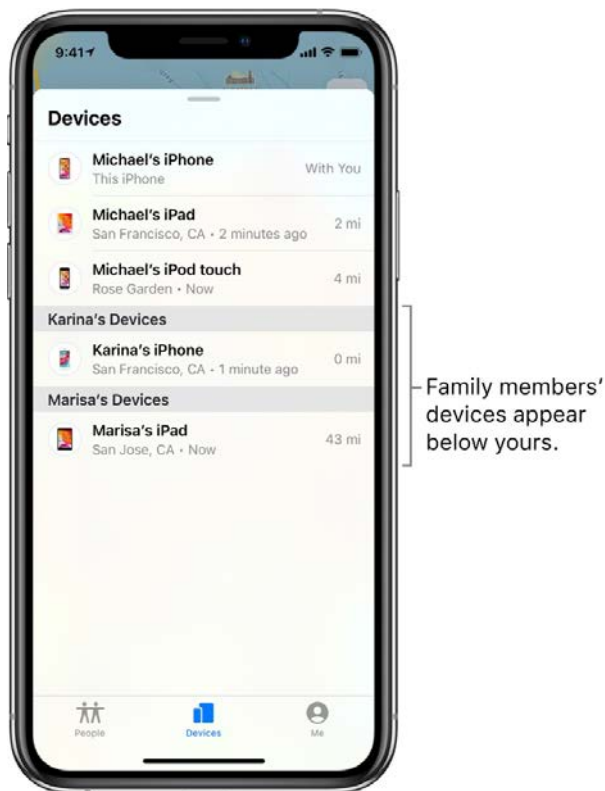 9:41
Devices
Michael's iPhone
This iPhone
With You
Michael's iPad
San Francisco, CA • 2 minutes ago
2 mi
Michael's iPod touch
Rose Garden • Now
4 mi
Karina's Devices
Karina's iPhone
San Francisco, CA • 1 minute ago
0 mi
Marisa's Devices
Marisa's iPad
San Jose, CA • Now
43 mi
Family members'
devices appear
below yours.
People
Devices
Me